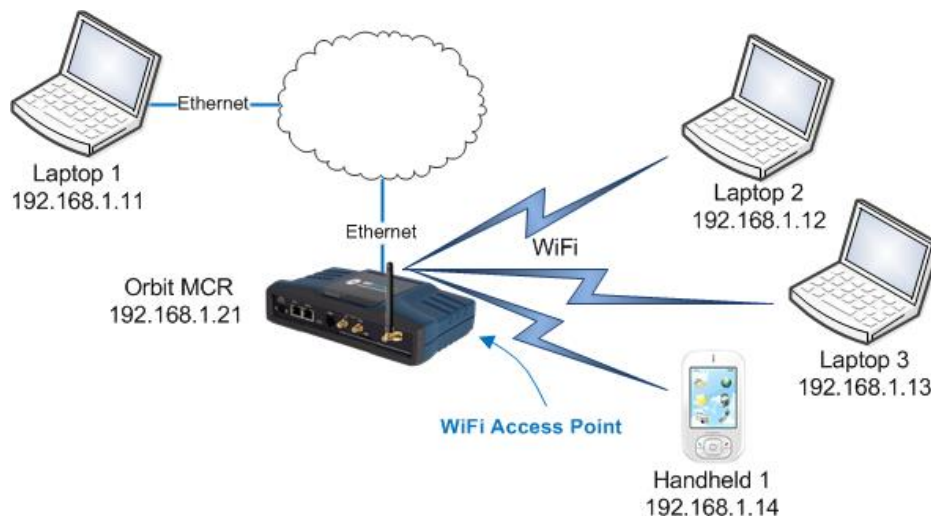 Ethernet
Laptop 1
192.168.1.11
Ethernet
Orbit MCR
192.168.1.21
WiFi
Laptop 2
192.168.1.12
Laptop 3
192.168.1.13
WiFi Access Point
Handheld 1
192.168.1.14